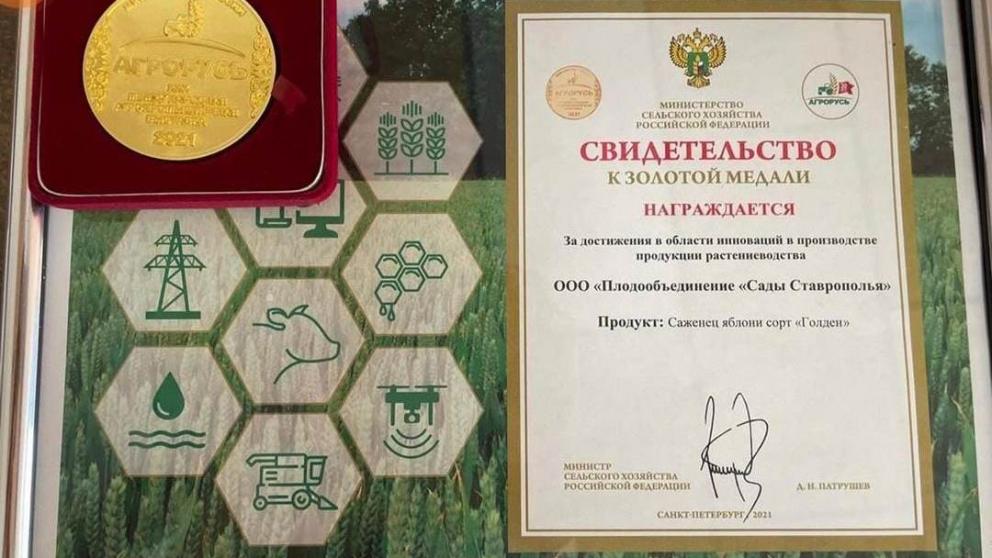 АГРОРУСЬ
2021
АГРОРУСЬ
АГРОРУСЬ
МИНИСТЕРСТВО
СЕЛЬСКОГО ХОЗЯЙСТВА
РОССИЙСКОЙ ФЕДЕРАЦИИ
СВИДЕТЕЛЬСТВО
К ЗОЛОТОЙ МЕДАЛИ
НАГРАЖДАЕТСЯ
За достижения в области инноваций в производстве
продукции растениеводства
ООО «Плодообъединение «Сады Ставрополья»
Продукт: Саженец яблони сорт «Голден»
МИНИСТР
СЕЛЬСКОГО ХОЗЯЙСТВА
РОССИЙСКОЙ ФЕДЕРАЦИИ
Д. Н. ПАТРУШЕВ
САНКТ-ПЕТЕРБУРГ, 2021